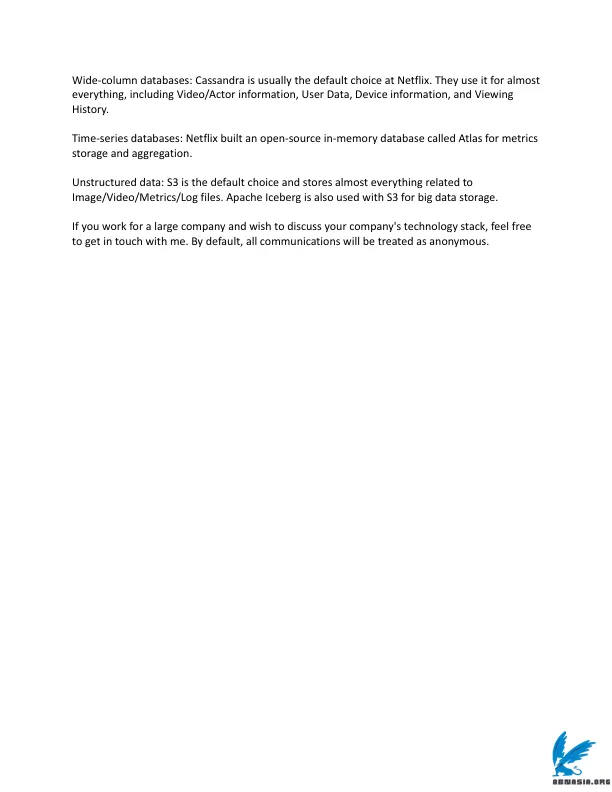 Wide-column databases: Cassandra is usually the default choice at Netflix. They use it for almost
everything, including Video/Actor information, User Data, Device information, and Viewing
History.
Time-series databases: Netflix built an open-source in-memory database called Atlas for metrics
storage and aggregation.
Unstructured data: S3 is the default choice and stores almost everything related to
Image/Video/Metrics/Log files. Apache Iceberg is also used with S3 for big data storage.
If you work for a large company and wish to discuss your company's technology stack, feel free
to get in touch with me. By default, all communications will be treated as anonymous.
ABNASIA.ORG